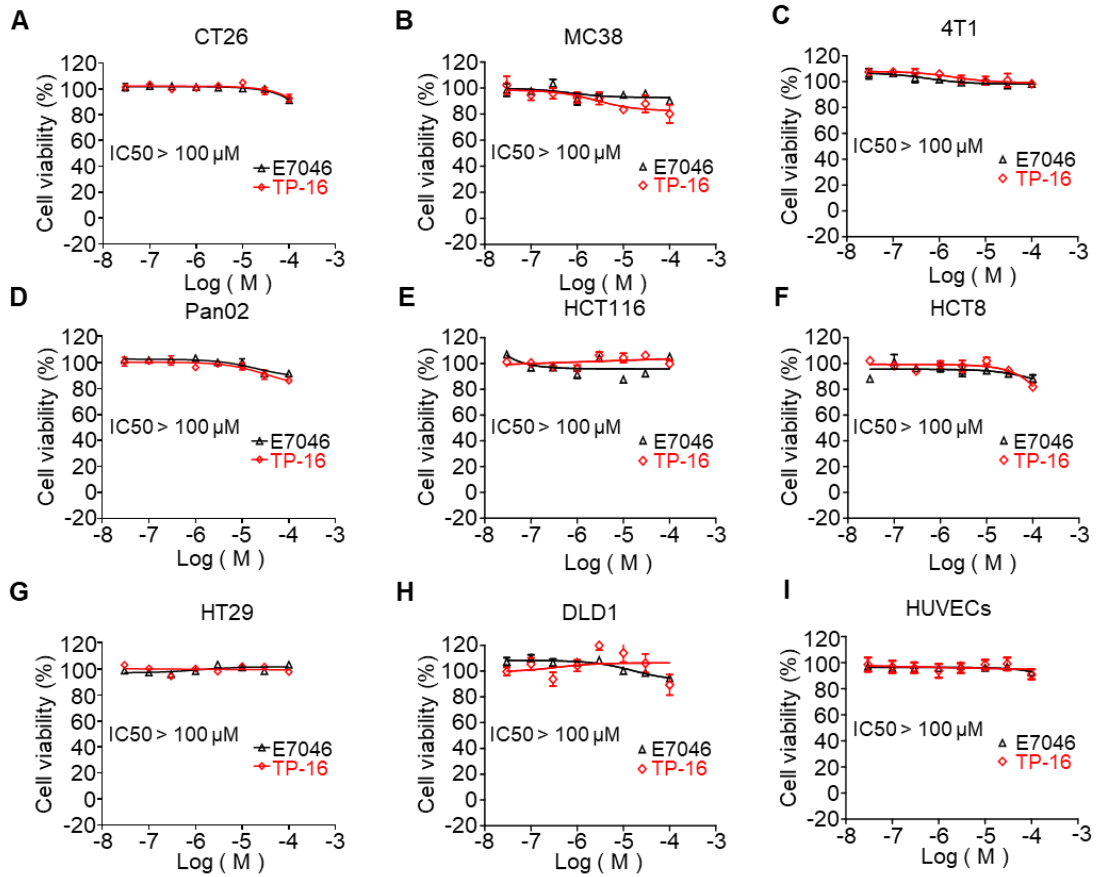 A
CT26
Cell viability (%)
120
100
80
60
40
20
0
-20
IC50 > 100 μM
E7046
TP-16
-8 -7 -6 -5 -4 -3
Log ( M )
B
MC38
Cell viability (%)
120
100
80
60
40
20
0
-20
IC50 > 100 μM
E7046
TP-16
-8 -7 -6 -5 -4 -3
Log ( M )
C
4T1
Cell viability (%)
120
100
80
60
40
20
0
-20
IC50 > 100 μM
E7046
TP-16
-8 -7 -6 -5 -4 -3
Log ( M )
D
Pan02
Cell viability (%)
120
100
80
60
40
20
0
-20
IC50 > 100 μM
E7046
TP-16
-8 -7 -6 -5 -4 -3
Log ( M )
E
HCT116
Cell viability (%)
120
100
80
60
40
20
0
-20
IC50 > 100 μM
E7046
TP-16
-8 -7 -6 -5 -4 -3
Log ( M )
F
HCT8
Cell viability (%)
120
100
80
60
40
20
0
-20
IC50 > 100 μM
E7046
TP-16
-8 -7 -6 -5 -4 -3
Log ( M )
G
HT29
Cell viability (%)
120
100
80
60
40
20
0
-20
IC50 > 100 μM
E7046
TP-16
-8 -7 -6 -5 -4 -3
Log ( M )
H
DLD1
Cell viability (%)
120
100
80
60
40
20
0
-20
IC50 > 100 μM
E7046
TP-16
-8 -7 -6 -5 -4 -3
Log ( M )
I
HUVECs
Cell viability (%)
120
100
80
60
40
20
0
-20
IC50 > 100 μM
E7046
TP-16
-8 -7 -6 -5 -4 -3
Log ( M )